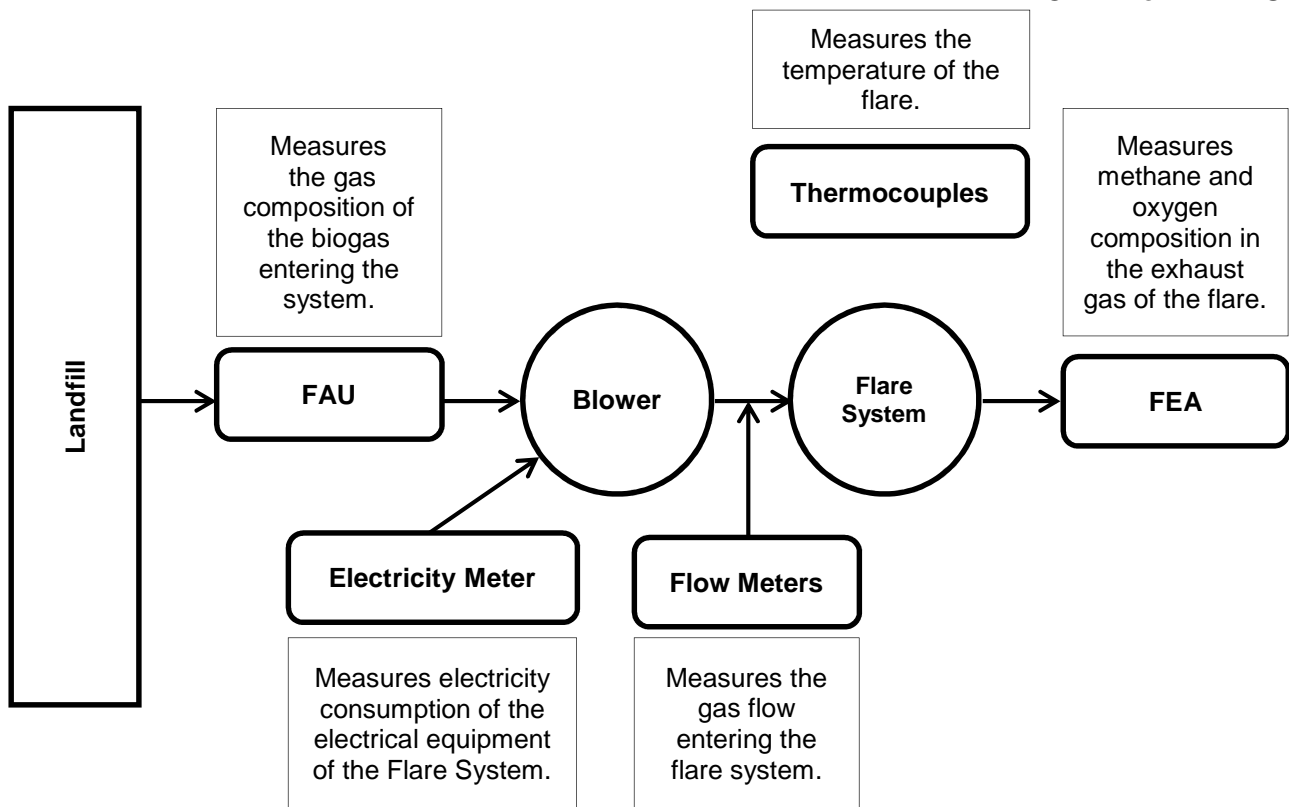 Measures the
temperature of the
flare.
Thermocouples
Measures
the gas
composition of
the biogas
entering the
system.
Measures
methane and
oxygen
composition in
the exhaust
gas of the flare.
Landfill
FAU
Blower
Flare
System
FEA
Electricity Meter
Flow Meters
Measures electricity
consumption of the
electrical equipment
of the Flare System.
Measures the
gas flow
entering the
flare system.